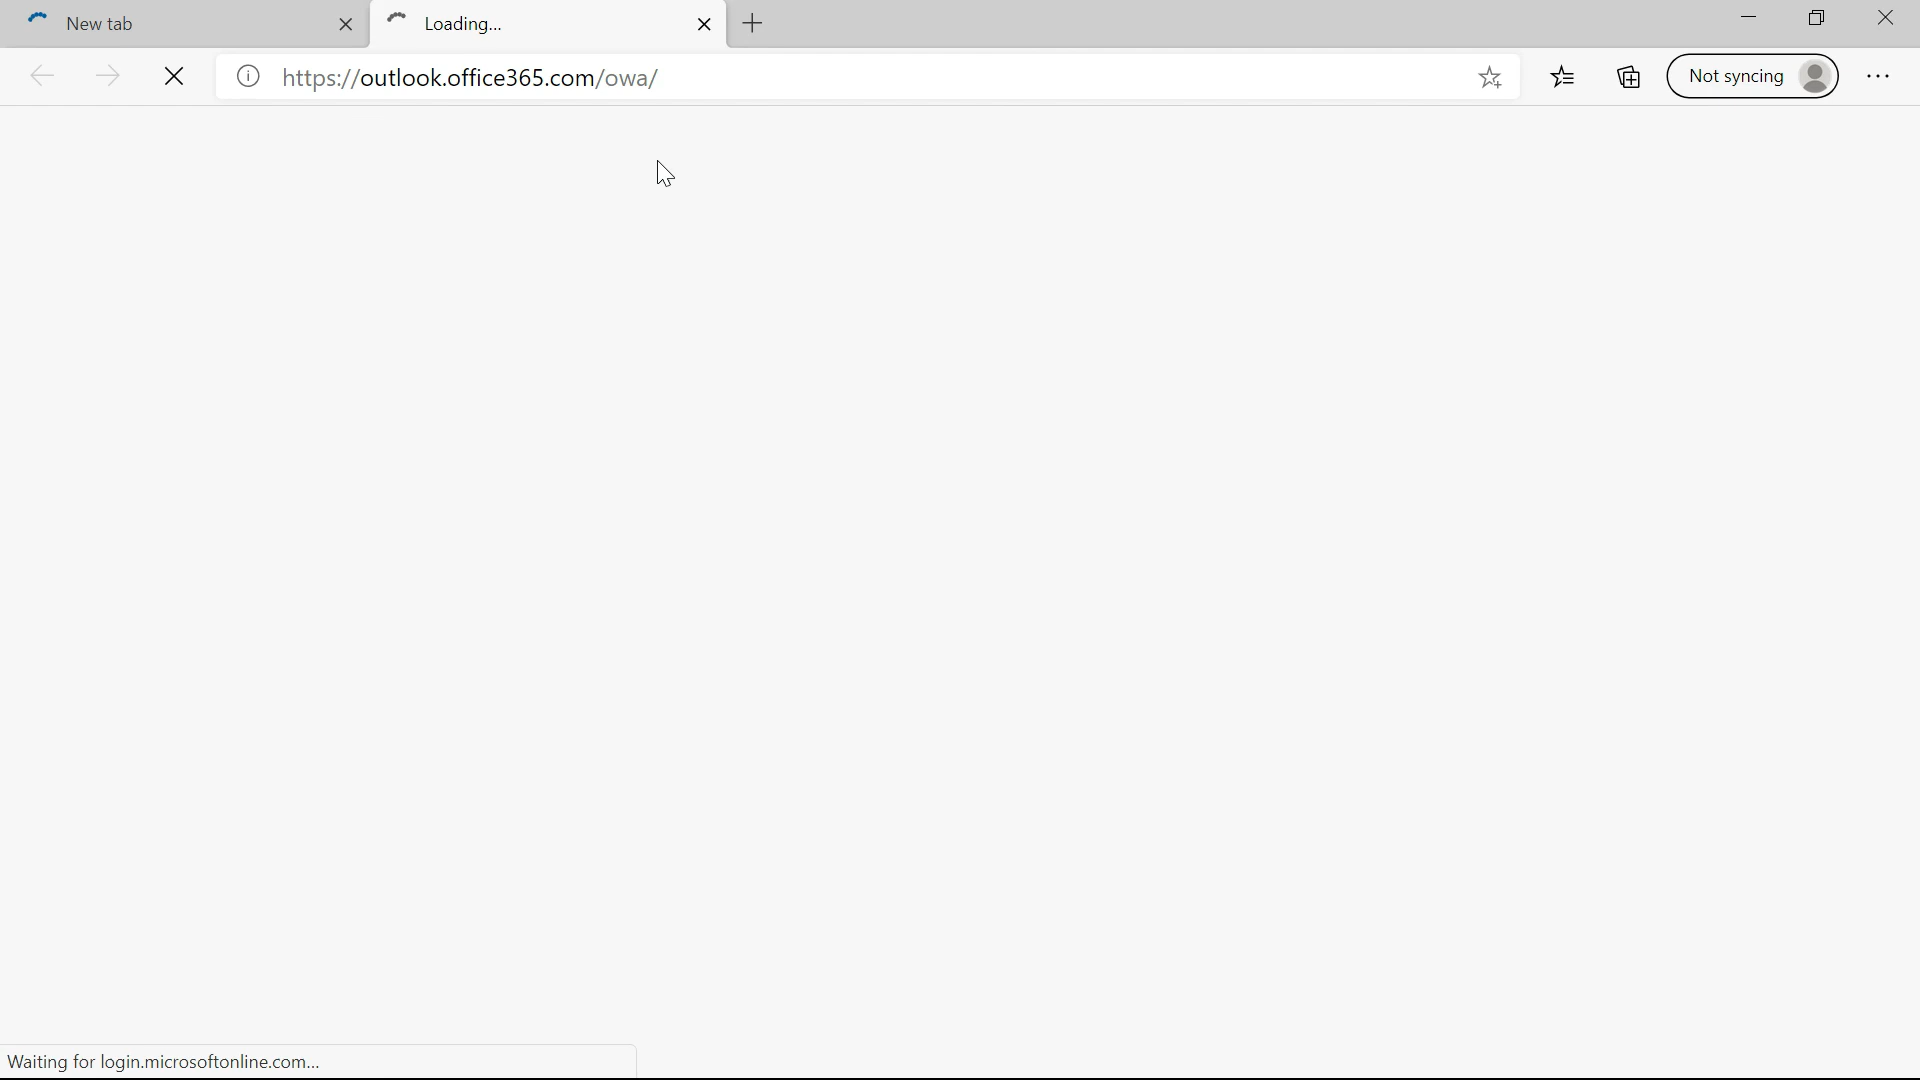 New tab
Loading...
https://outlook.office365.com/owa/
Not syncing
Waiting for login.microsoftonline.com...